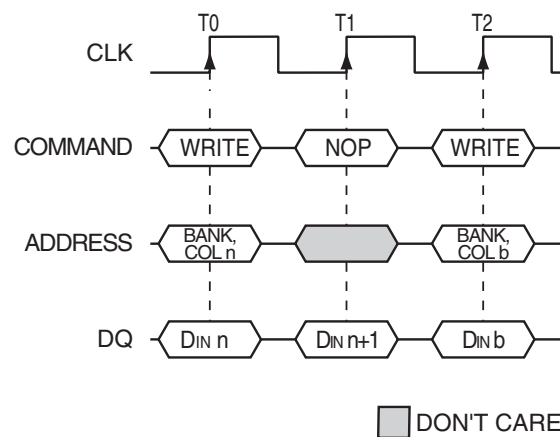 T0 T1 T2
CLK
COMMAND WRITE NOP WRITE
ADDRESS BANK, COL n BANK, COL b
DQ DIN n DIN n+1 DIN b
DON'T CARE